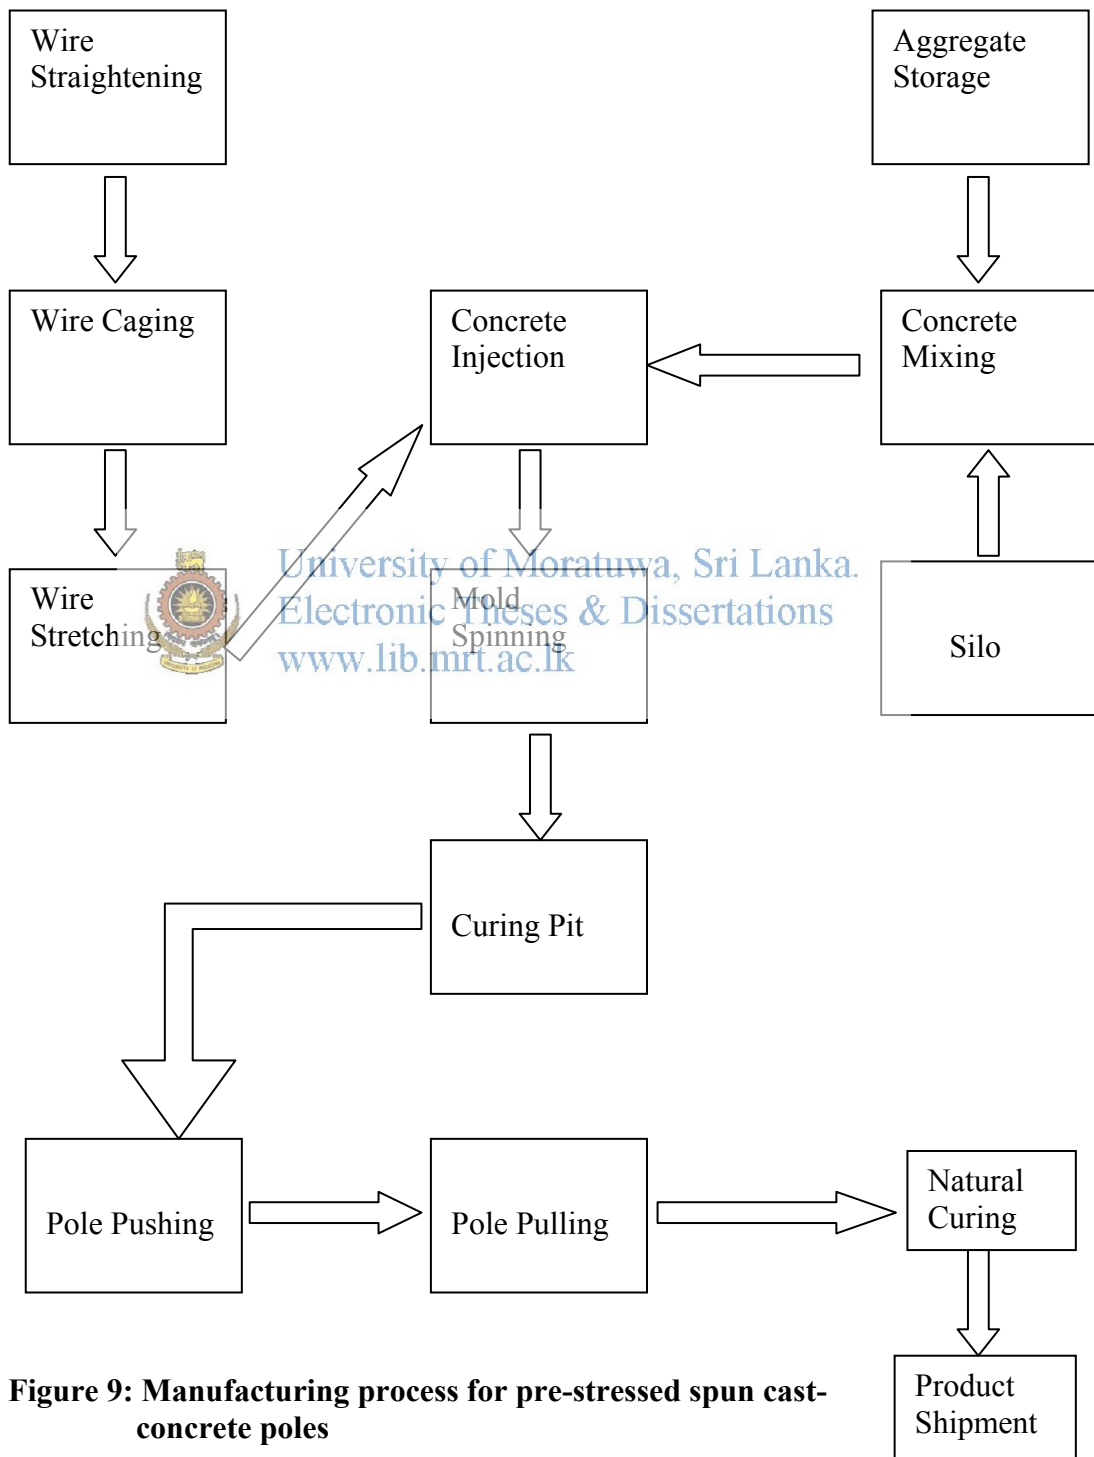 Wire
Straightening
Aggregate
Storage
Wire Caging
Concrete
Injection
Concrete
Mixing
University of Moratuwa, Sri Lanka.
Electronic Theses & Dissertations
www.lib.mrt.ac.lk
Wire
Stretching
Mold
Spinning
Silo
Curing Pit
Pole Pushing
Pole Pulling
Natural
Curing
Product
Shipment
Figure 9: Manufacturing process for pre-stressed spun cast-
concrete poles